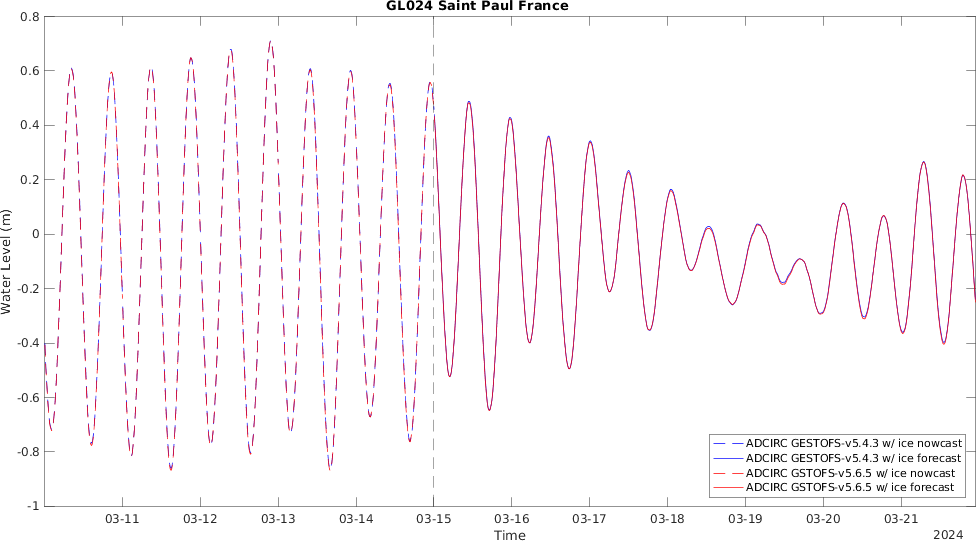 GL024 Saint Paul France
0.8
0.6
0.4
0.2
0
-0.2
-0.4
-0.6
-0.8
-1
Water Level (m)
ADCIRC GESTOFS-v5.4.3 w/ ice nowcast
ADCIRC GESTOFS-v5.4.3 w/ ice forecast
ADCIRC GSTOFS-v5.6.5 w/ ice nowcast
ADCIRC GSTOFS-v5.6.5 w/ ice forecast
03-11 03-12 03-13 03-14 03-15 03-16 03-17 03-18 03-19 03-20 03-21
Time
2024